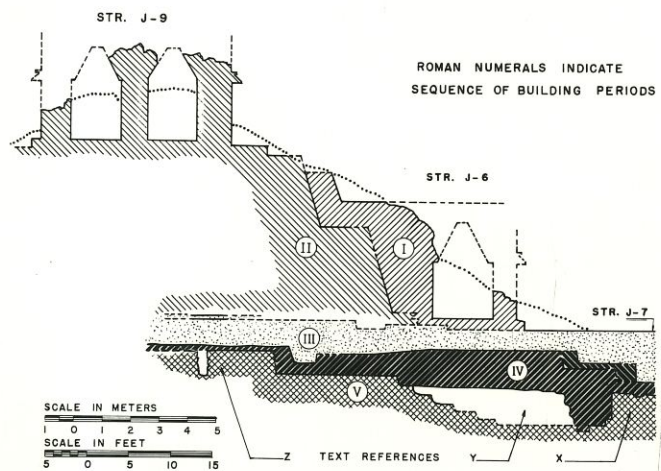 STR. J-9
ROMAN NUMERALS INDICATE
SEQUENCE OF BUILDING PERIODS
STR. J-6
II
I
STR. J-7
III
IV
V
SCALE IN METERS
1 0 1 2 3 4 5
SCALE IN FEET
5 0 5 10 15
Z TEXT REFERENCES Y X